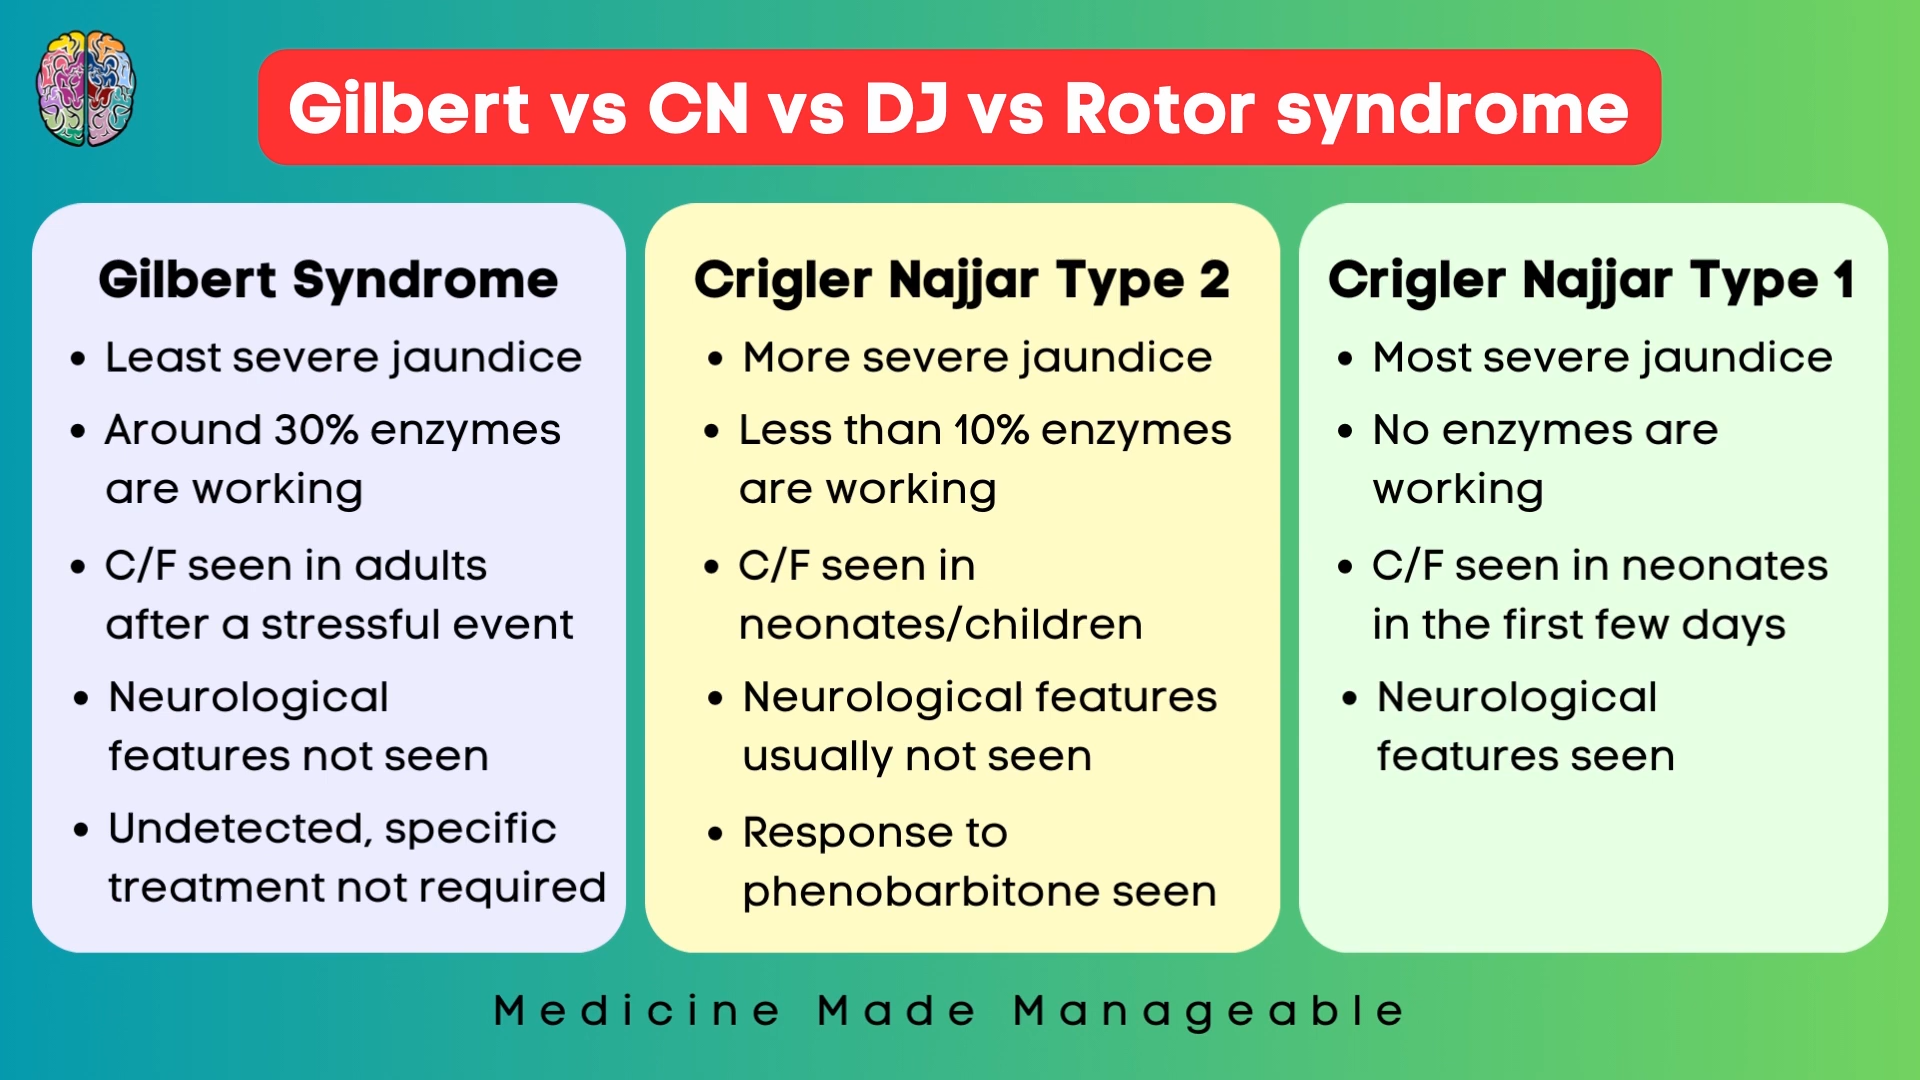 Gilbert vs CN vs DJ vs Rotor syndrome
Gilbert Syndrome
• Least severe jaundice
• Around 30% enzymes
are working
• C/F seen in adults
after a stressful event
• Neurological
features not seen
• Undetected, specific
treatment not required
Crigler Najjar Type 2
• More severe jaundice
• Less than 10% enzymes
are working
• C/F seen in
neonates/children
• Neurological features
usually not seen
• Response to
phenobarbitone seen
Crigler Najjar Type 1
• Most severe jaundice
• No enzymes are
working
• C/F seen in neonates
in the first few days
• Neurological
features seen
Medicine Made Manageable